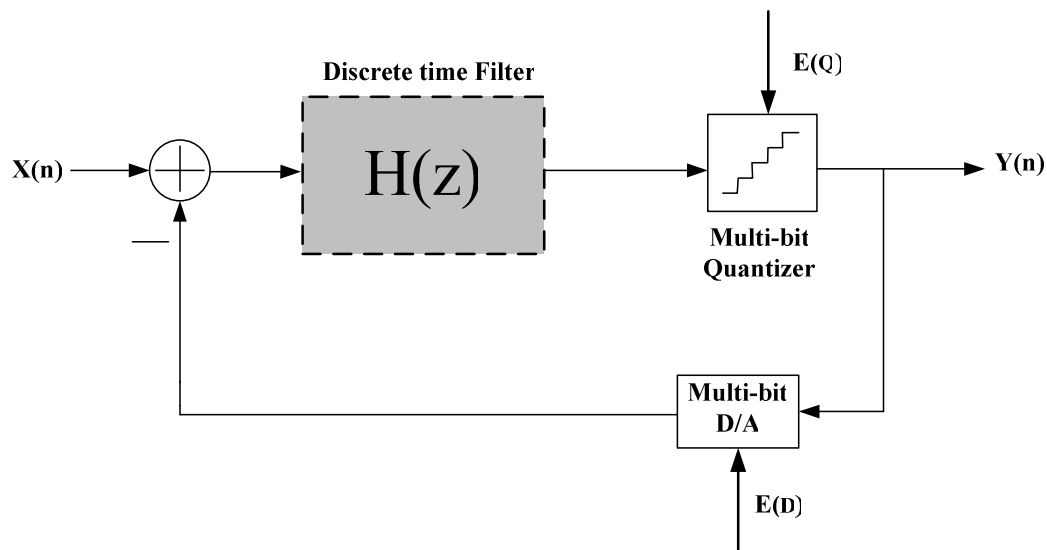 Discrete time Filter
E(Q)
X(n)
H(z)
Y(n)
Multi-bit
Quantizer
Multi-bit
D/A
E(D)